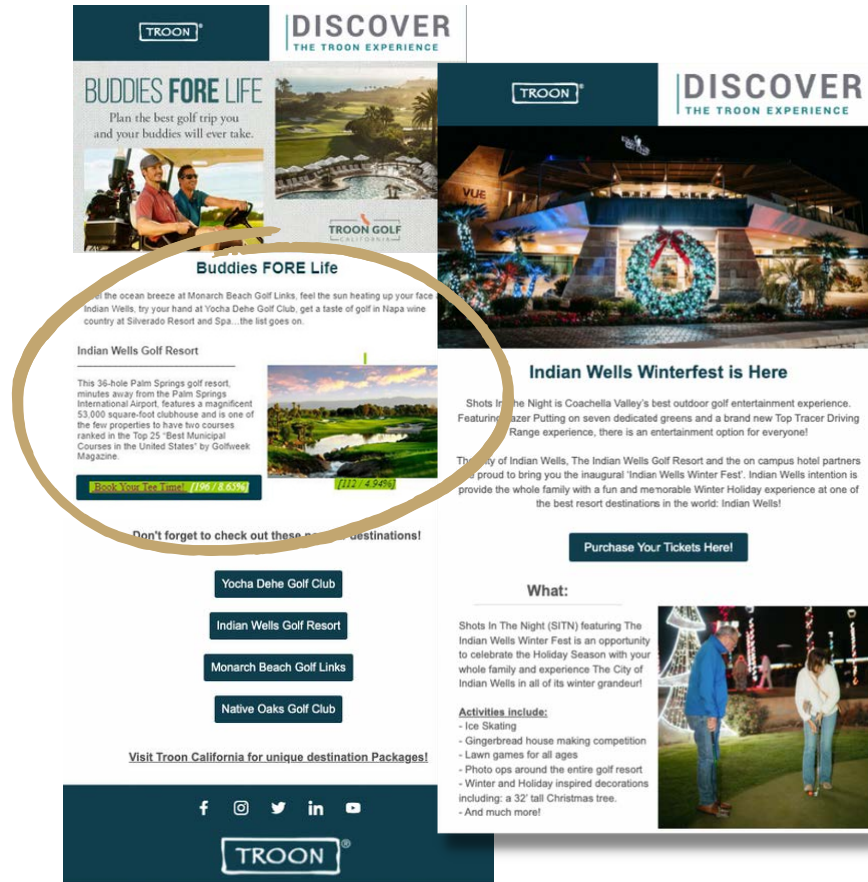 TROON®
DISCOVER
THE TROON EXPERIENCE
BUDDIES FORE LIFE
Plan the best golf trip you
and your buddies will ever take.
TROON GOLF
CALIFORNIA
Buddies FORE Life
the ocean breeze at Monarch Beach Golf Links, feel the sun heating up your face
Indian Wells, try your hand at Yocha Dehe Golf Club, get a taste of golf in Napa wine
country at Silverado Resort and Spa…the list goes on.
Indian Wells Golf Resort
This 36-hole Palm Springs golf resort,
minutes away from the Palm Springs
International Airport, features a magnificent
53,000 square-foot clubhouse and is one of
the few properties to have two courses
ranked in the Top 25 "Best Municipal
Courses in the United States" by Golfweek
Magazine.
Book Your Tee Time! [196 / 8.65%]
[112 / 4.94%]
Don't forget to check out these destinations!
Yocha Dehe Golf Club
Indian Wells Golf Resort
Monarch Beach Golf Links
Native Oaks Golf Club
Visit Troon California for unique destination Packages!
TROON®
TROON®
DISCOVER
THE TROON EXPERIENCE
VUE
Indian Wells Winterfest is Here
Shots In The Night is Coachella Valley's best outdoor golf entertainment experience.
Featuring Lazer Putting on seven dedicated greens and a brand new Top Tracer Driving
Range experience, there is an entertainment option for everyone!
The City of Indian Wells, The Indian Wells Golf Resort and the on campus hotel partners
proud to bring you the inaugural 'Indian Wells Winter Fest'. Indian Wells intention is
provide the whole family with a fun and memorable Winter Holiday experience at one of
the best resort destinations in the world: Indian Wells!
Purchase Your Tickets Here!
What:
Shots In The Night (SITN) featuring The
Indian Wells Winter Fest is an opportunity
to celebrate the Holiday Season with your
whole family and experience The City of
Indian Wells in all of its winter grandeur!
Activities include:
- Ice Skating
- Gingerbread house making competition
- Lawn games for all ages
- Photo ops around the entire golf resort
- Winter and Holiday inspired decorations
including: a 32' tall Christmas tree.
- And much more!